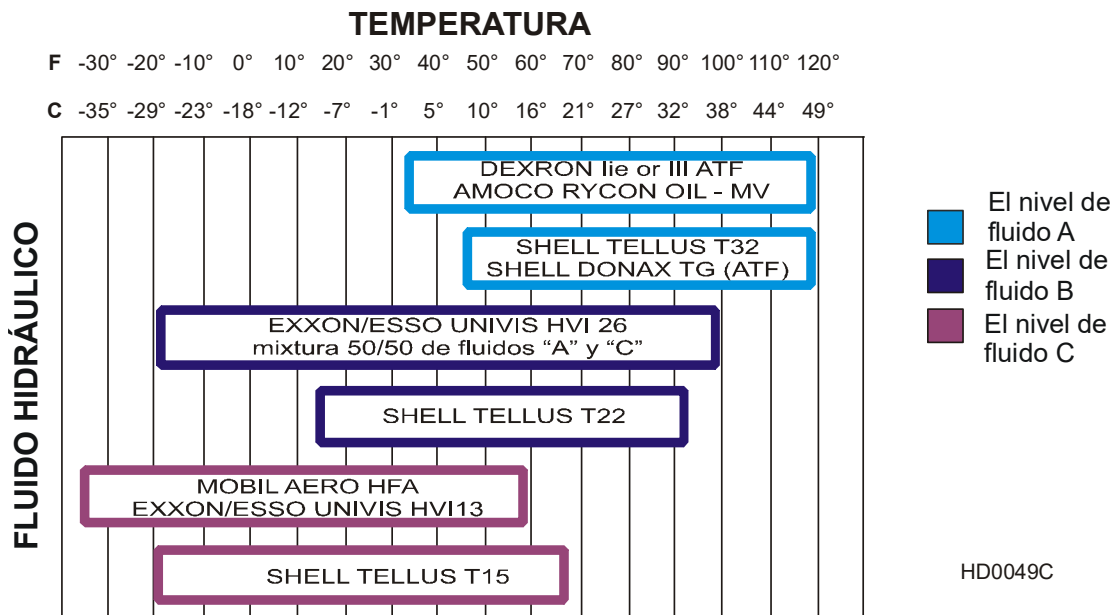 TEMPERATURA
F -30° -20° -10° 0° 10° 20° 30° 40° 50° 60° 70° 80° 90° 100° 110° 120°
C -35° -29° -23° -18° -12° -7° -1° 5° 10° 16° 21° 27° 32° 38° 44° 49°
FLUIDO HIDRÁULICO
DEXRON Iie or III ATF
AMOCO RYCON OIL - MV
SHELL TELLUS T32
SHELL DONAX TG (ATF)
EXXON/ESSO UNIVIS HVI 26
mixtura 50/50 de fluidos “A” y “C”
SHELL TELLUS T22
MOBIL AERO HFA
EXXON/ESSO UNIVIS HVI13
SHELL TELLUS T15
El nivel de
fluido A
El nivel de
fluido B
El nivel de
fluido C
HD0049C